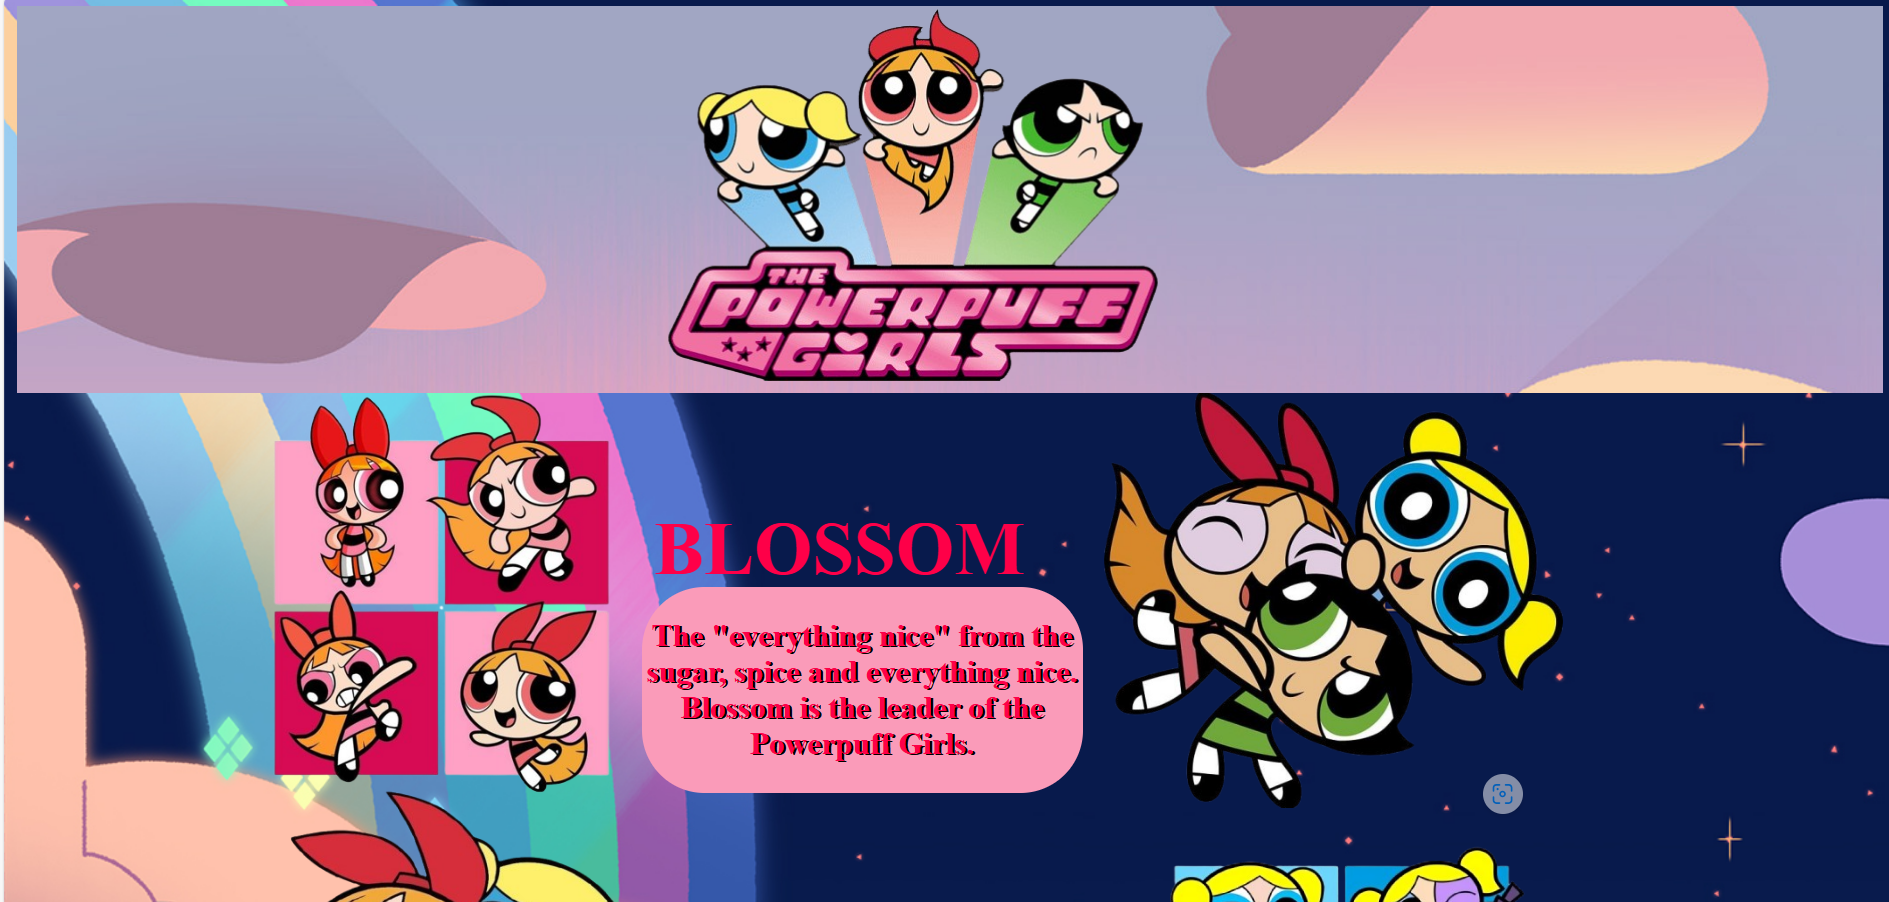 THE
POWERPUFF
GIRLS
BLOSSOM
The "everything nice" from the
sugar, spice and everything nice.
Blossom is the leader of the
Powerpuff Girls.